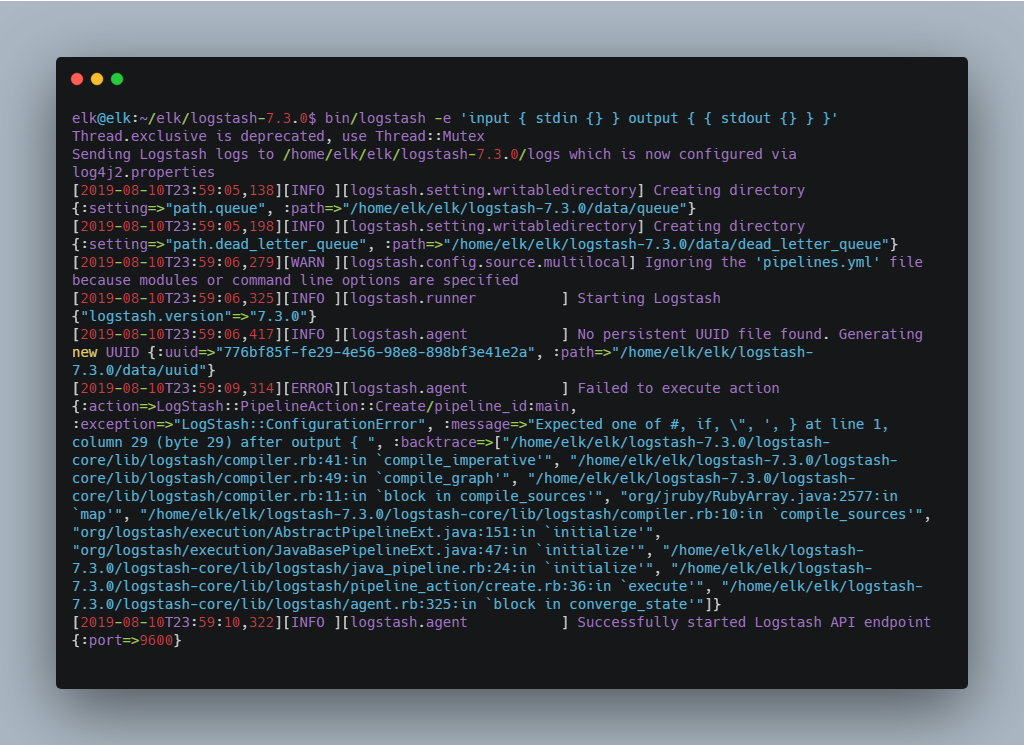 elk@elk:~/elk/logstash-7.3.0$ bin/logstash -e 'input { stdin {} } output { { stdout {} } }'
Thread.exclusive is deprecated, use Thread::Mutex
Sending Logstash logs to /home/elk/elk/logstash-7.3.0/logs which is now configured via
log4j2.properties
[2019-08-10T23:59:05,138][INFO ][logstash.setting.writabledirectory] Creating directory
{:setting=>"path.queue", :path=>"/home/elk/elk/logstash-7.3.0/data/queue"}
[2019-08-10T23:59:05,198][INFO ][logstash.setting.writabledirectory] Creating directory
{:setting=>"path.dead_letter_queue", :path=>"/home/elk/elk/logstash-7.3.0/data/dead_letter_queue"}
[2019-08-10T23:59:06,279][WARN ][logstash.config.source.multilocal] Ignoring the 'pipelines.yml' file
because modules or command line options are specified
[2019-08-10T23:59:06,325][INFO ][logstash.runner          ] Starting Logstash
{"logstash.version"=>"7.3.0"}
[2019-08-10T23:59:06,417][INFO ][logstash.agent           ] No persistent UUID file found. Generating
new UUID {:uuid=>"776bf85f-fe29-4e56-98e8-898bf3e41e2a", :path=>"/home/elk/elk/logstash-
7.3.0/data/uuid"}
[2019-08-10T23:59:09,314][ERROR][logstash.agent           ] Failed to execute action
{:action=>LogStash::PipelineAction::Create/pipeline_id:main,
:exception=>"LogStash::ConfigurationError", :message=>"Expected one of #, if, \", ', } at line 1,
column 29 (byte 29) after output { ", :backtrace=>["/home/elk/elk/logstash-7.3.0/logstash-
core/lib/logstash/compiler.rb:41:in `compile_imperative'", "/home/elk/elk/logstash-7.3.0/logstash-
core/lib/logstash/compiler.rb:49:in `compile_graph'", "/home/elk/elk/logstash-7.3.0/logstash-
core/lib/logstash/compiler.rb:11:in `block in compile_sources'", "org/jruby/RubyArray.java:2577:in
`map'", "/home/elk/elk/logstash-7.3.0/logstash-core/lib/logstash/compiler.rb:10:in `compile_sources'",
"org/logstash/execution/AbstractPipelineExt.java:151:in `initialize'",
"org/logstash/execution/JavaBasePipelineExt.java:47:in `initialize'", "/home/elk/elk/logstash-
7.3.0/logstash-core/lib/logstash/java_pipeline.rb:24:in `initialize'", "/home/elk/elk/logstash-
7.3.0/logstash-core/lib/logstash/pipeline_action/create.rb:36:in `execute'", "/home/elk/elk/logstash-
7.3.0/logstash-core/lib/logstash/agent.rb:325:in `block in converge_state'"]}
[2019-08-10T23:59:10,322][INFO ][logstash.agent           ] Successfully started Logstash API endpoint
{:port=>9600}